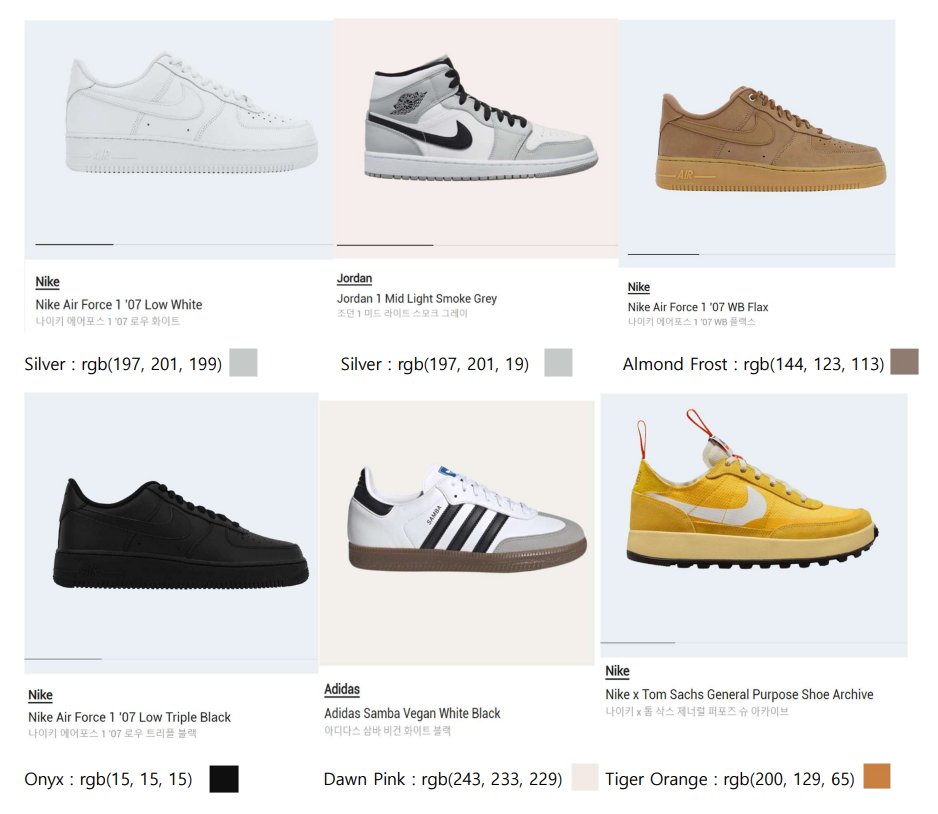 Nike
Nike Air Force 1 '07 Low White
나이키 에어포스 1 '07 로우 화이트
Silver : rgb(197, 201, 199)
Jordan
Jordan 1 Mid Light Smoke Grey
조던 1 미드 라이트 스모크 그레이
Silver : rgb(197, 201, 19)
AIR
Nike
Nike Air Force 1 '07 WB Flax
나이키 에어포스 1 '07 WB 플랙스
Almond Frost : rgb(144, 123, 113)
Nike
Nike Air Force 1 '07 Low Triple Black
나이키 에어포스 1 '07 로우 트리플 블랙
Onyx : rgb(15, 15, 15)
SAMBA
Adidas
Adidas Samba Vegan White Black
아디다스 삼바 비건 화이트 블랙
Dawn Pink : rgb(243, 233, 229)
Nike
Nike x Tom Sachs General Purpose Shoe Archive
나이키 x 톰 삭스 제너럴 퍼포즈 슈 아카이브
Tiger Orange : rgb(200, 129, 65)